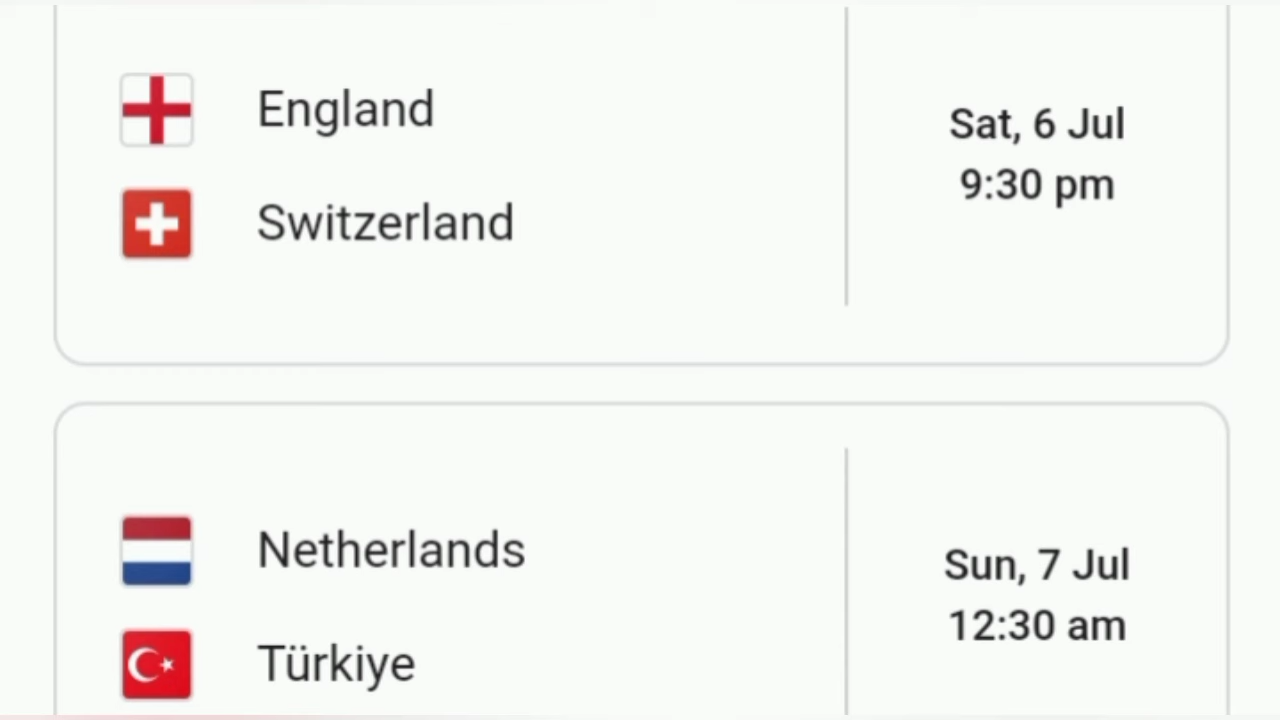 England
Switzerland
Sat, 6 Jul
9:30 pm
Netherlands
Türkiye
Sun, 7 Jul
12:30 am